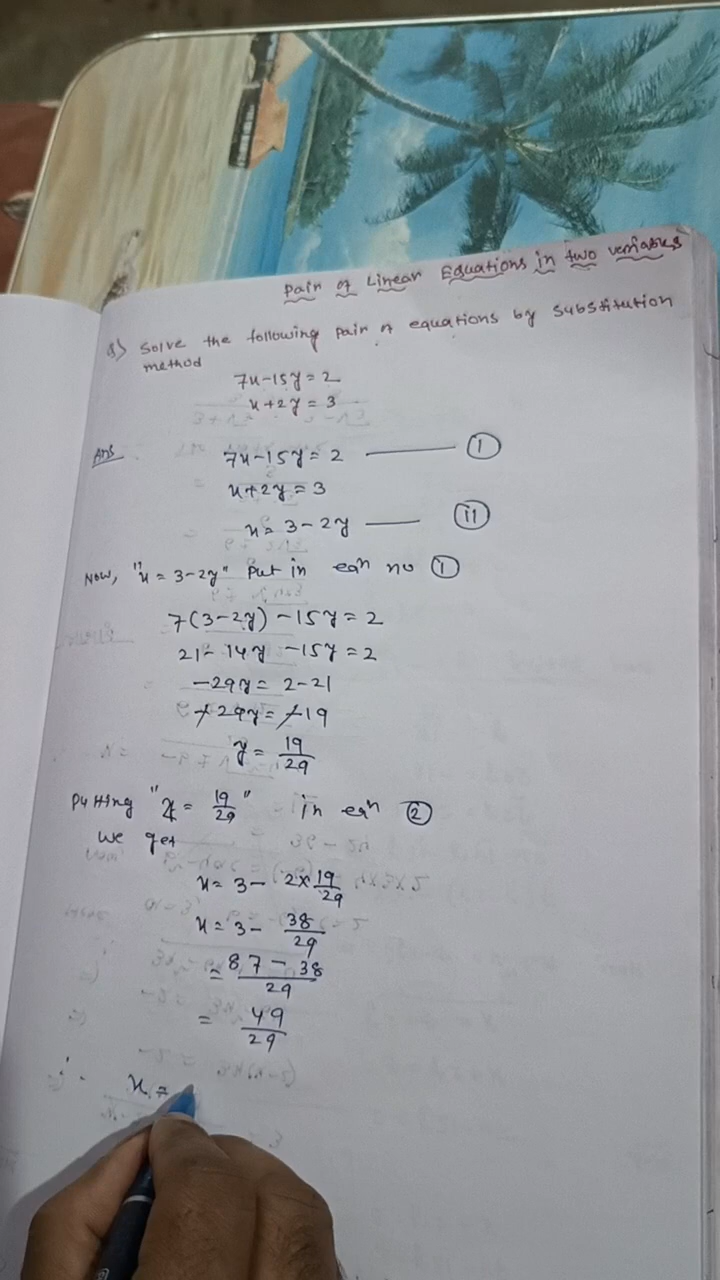 Pair of Linear Equations in two veriables
Q) Solve the following pair of equations by substitution
method
7x-15y=2
x+2y=3
Ans 7x-15y=2 ——— (I)
x+2y=3
x=3-2y —— (II)
Now, "x=3-2y" Put in eqn no (1)
7(3-2y)-15y=2
21-14y-15y=2
-29y=2-21
-29y=-19
y=19/29
Putting "y=19/29" in eqn (2)
we get
x=3-2×19/29
x=3-38/29
=87-38/29
=49/29
∴ x=